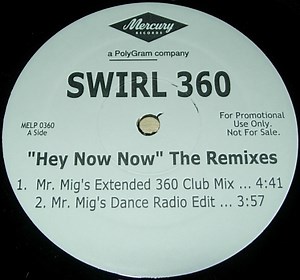 Mercury
RECORDS
a PolyGram company
SWIRL 360
MELP 0360
A Side
For Promotional
Use Only.
Not For Sale.
"Hey Now Now" The Remixes
1. Mr. Mig's Extended 360 Club Mix ... 4:41
2. Mr. Mig's Dance Radio Edit ... 3:57